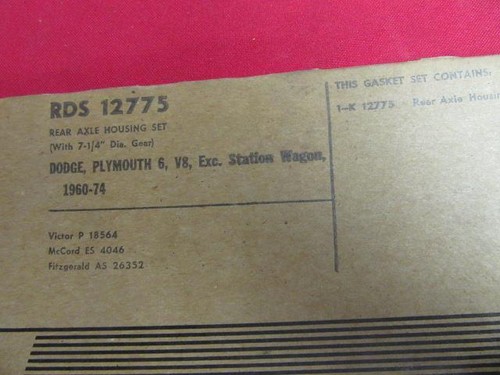 RDS 12775
REAR AXLE HOUSING SET
(With 7-1/4" Dia. Gear)
DODGE, PLYMOUTH 6, V8, Exc. Station Wagon,
1960-74
Victor P 18564
McCord ES 4046
Fitzgerald AS 26352
THIS GASKET SET CONTAINS:
1-K 12775 Rear Axle